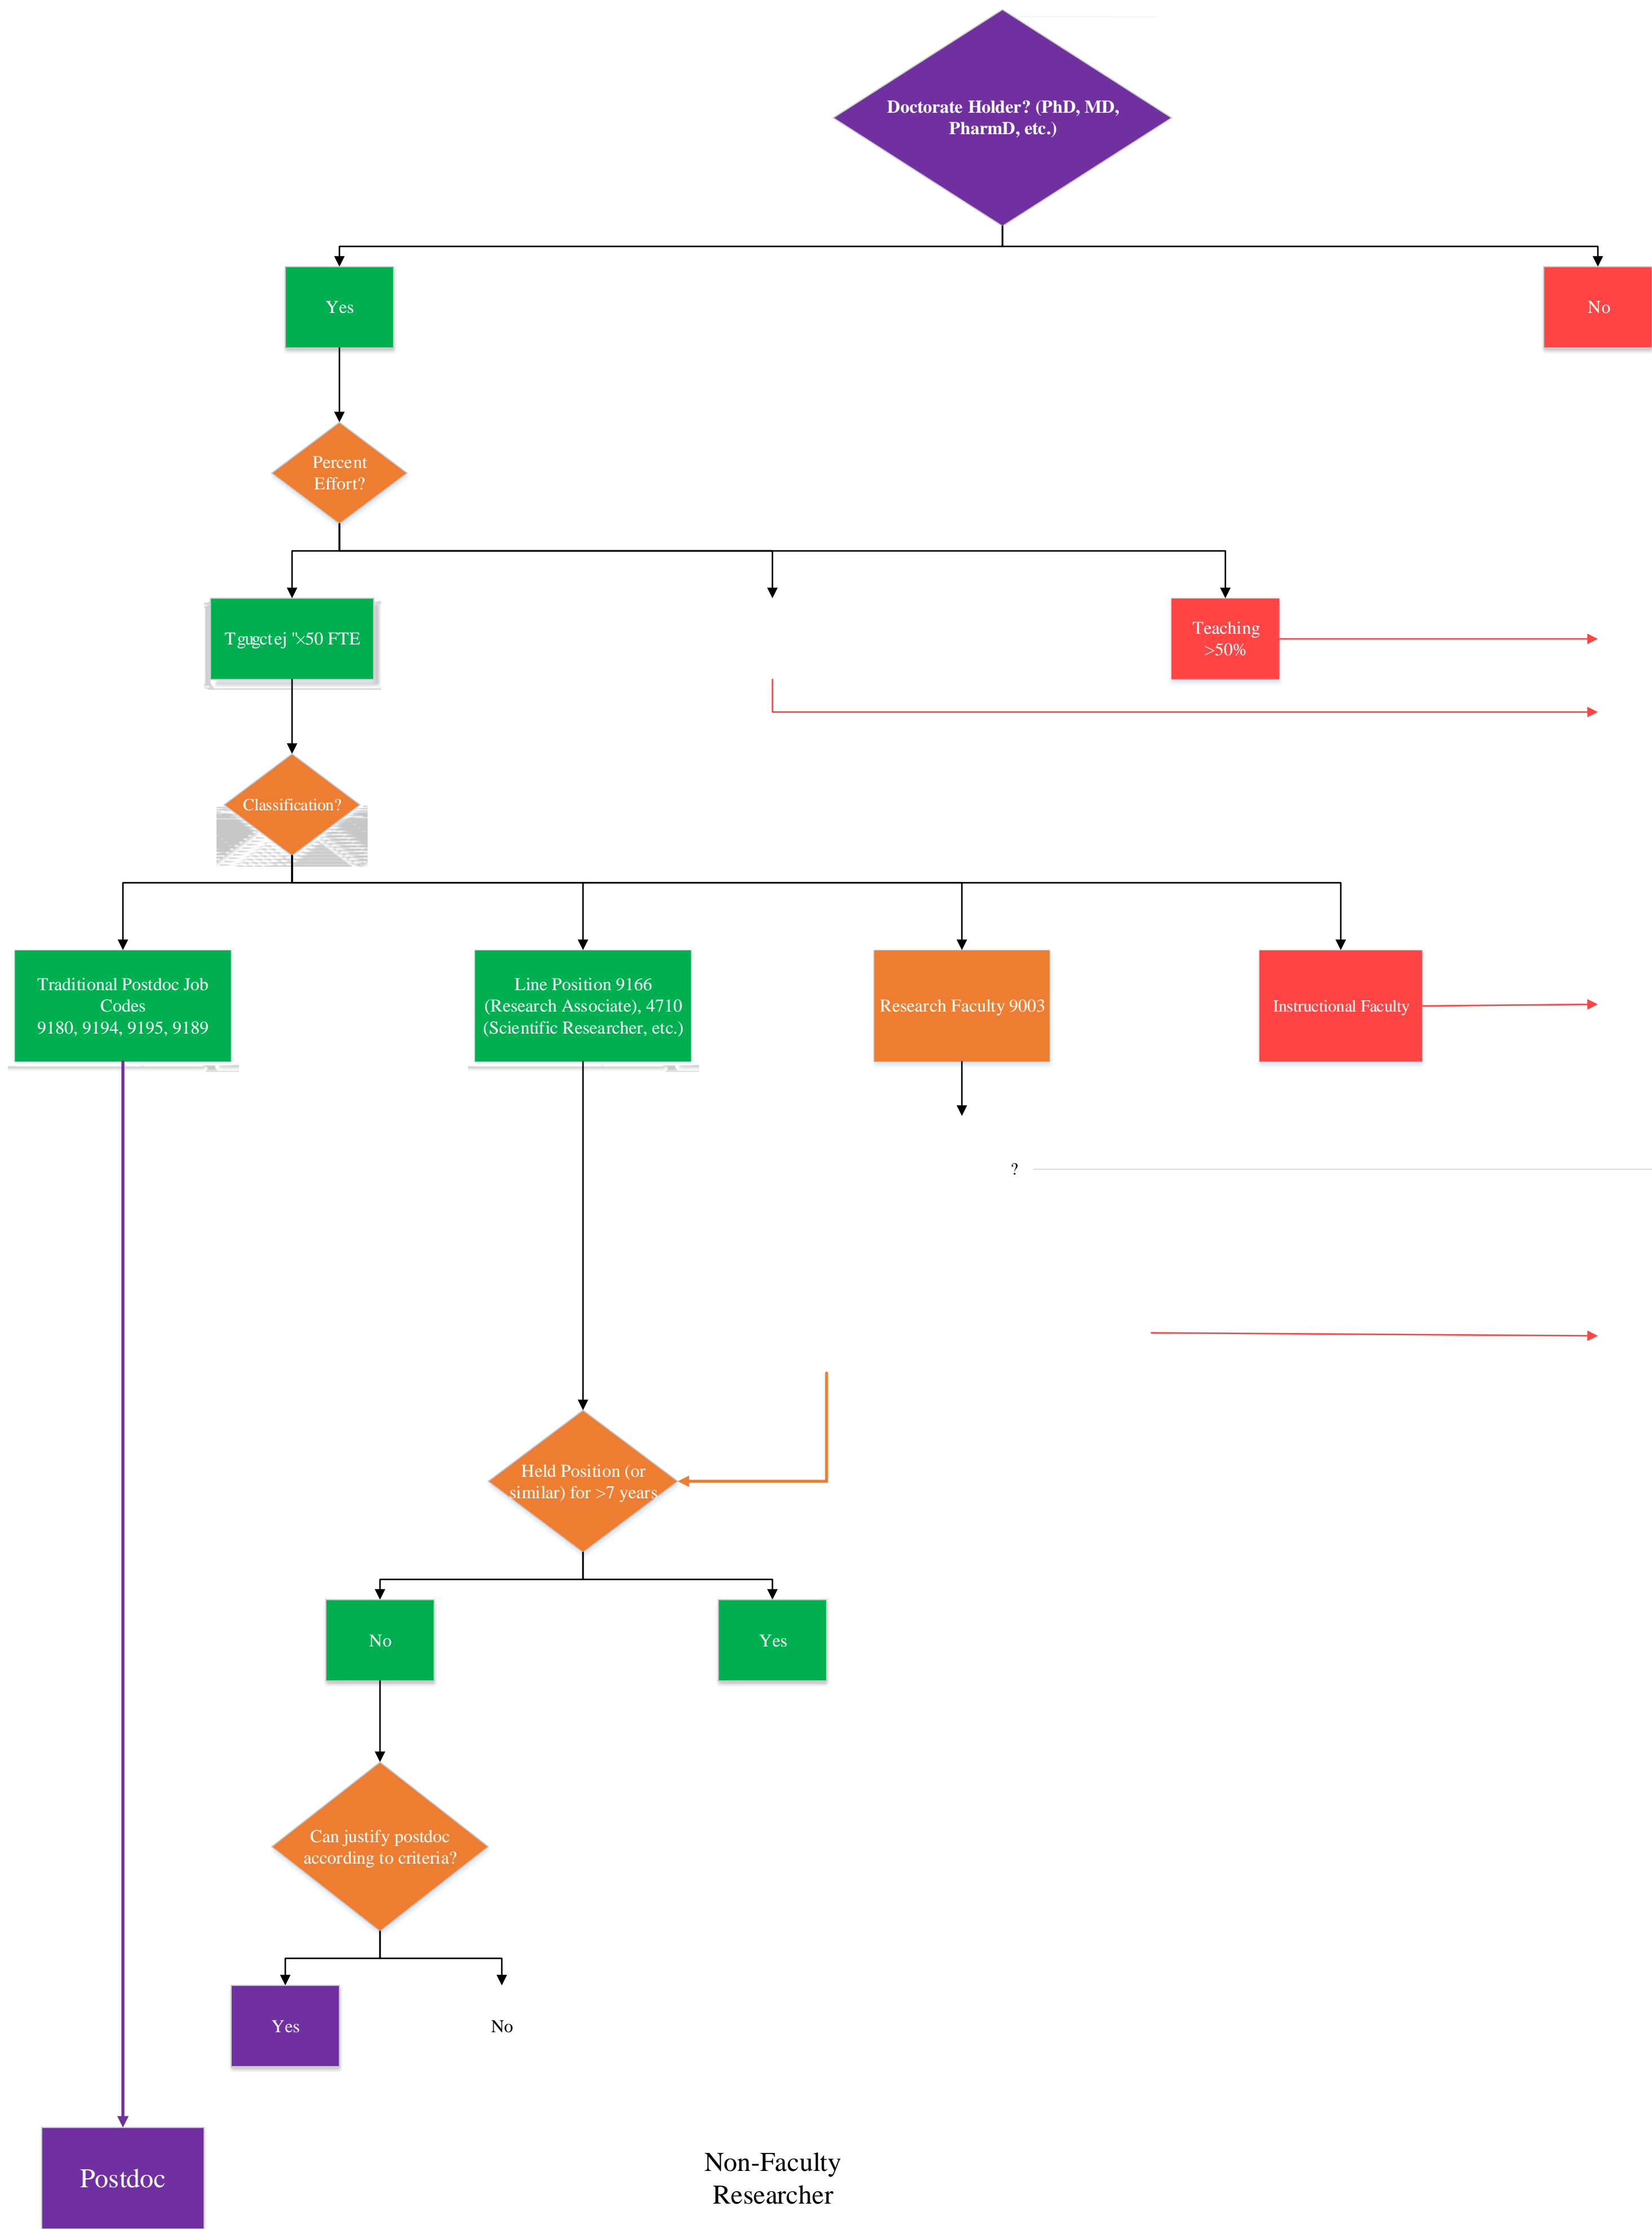 Doctorate Holder? (PhD, MD,
PharmD, etc.)
Yes
No
Percent
Effort?
Tgugctej "×50 FTE
Teaching
>50%
Classification?
Traditional Postdoc Job
Codes
9180, 9194, 9195, 9189
Line Position 9166
(Research Associate), 4710
(Scientific Researcher, etc.)
Research Faculty 9003
Instructional Faculty
?
Held Position (or
similar) for >7 years
No
Yes
Can justify postdoc
according to criteria?
Yes
No
Postdoc
Non-Faculty
Researcher